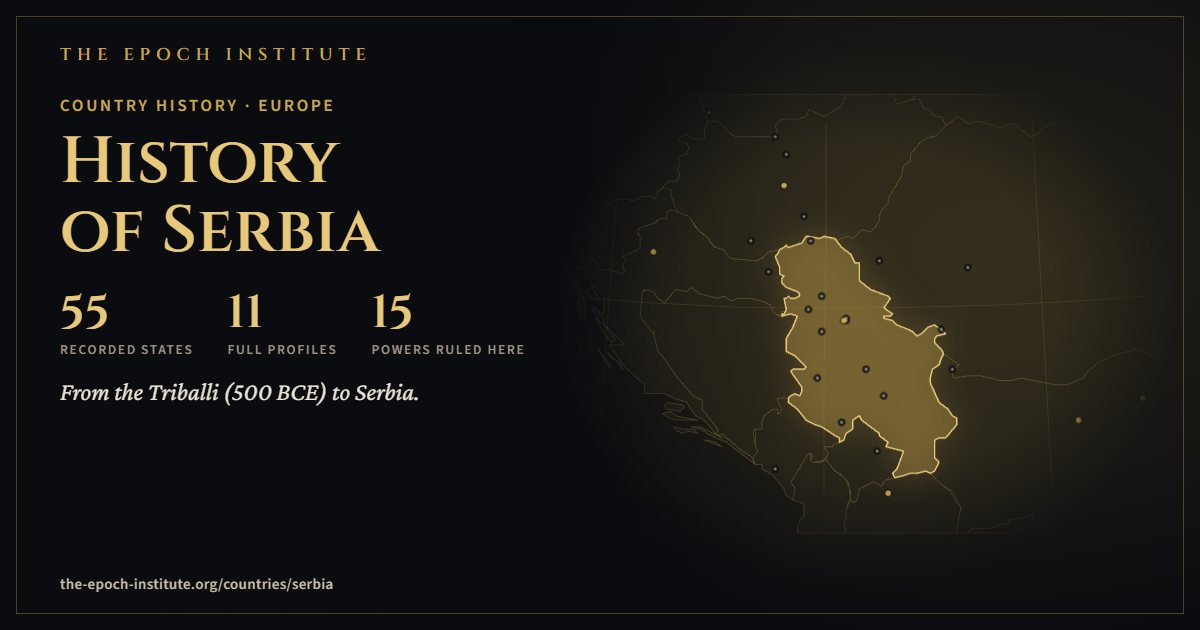 THE EPOCH INSTITUTE
COUNTRY HISTORY · EUROPE
History
of Serbia
55 11 15
RECORDED STATES FULL PROFILES POWERS RULED HERE
From the Triballi (500 BCE) to Serbia.
the-epoch-institute.org/countries/serbia